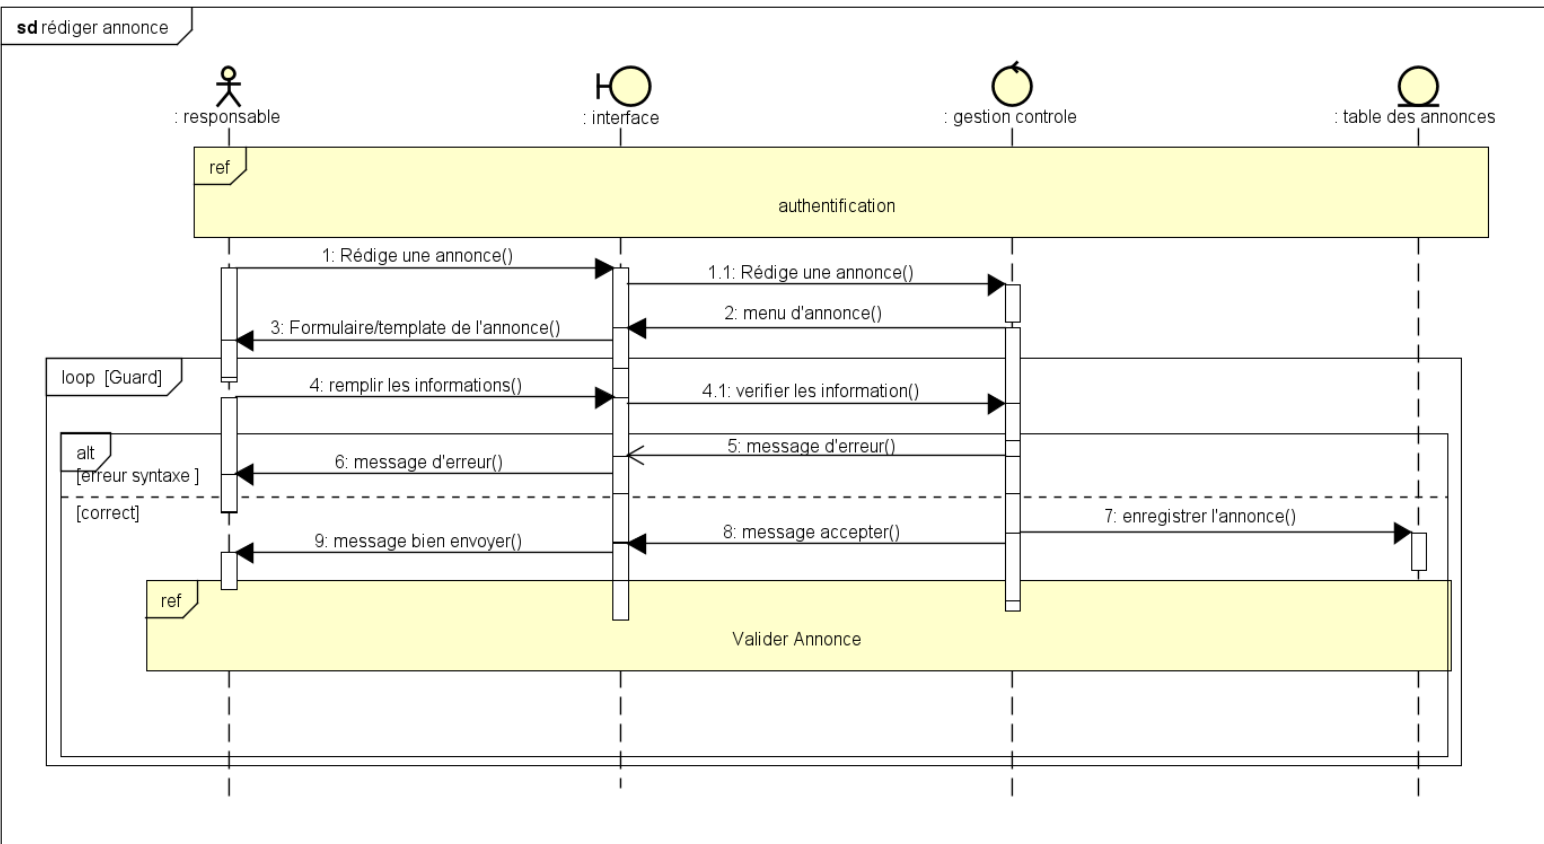 sd rédiger annonce
: responsable
: interface
: gestion controle
: table des annonces
ref
authentification
1: Rédige une annonce()
1.1: Rédige une annonce()
2: menu d'annonce()
3: Formulaire/template de l'annonce()
loop [Guard]
4: remplir les informations()
4.1: verifier les information()
alt
[erreur syntaxe ]
5: message d'erreur()
6: message d'erreur()
[correct]
7: enregistrer l'annonce()
8: message accepter()
9: message bien envoyer()
ref
Valider Annonce